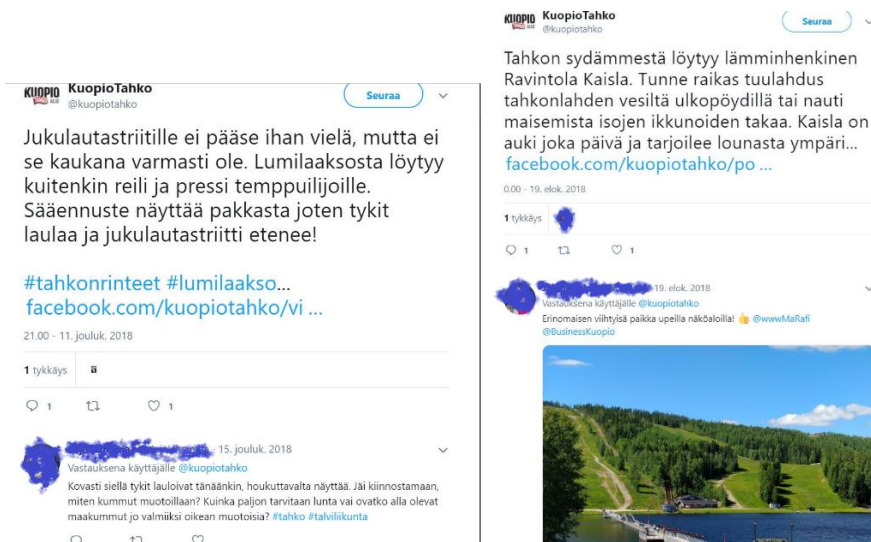 KUOPIO
KuopioTahko
@kuopiotahko
Seuraa
Jukulautastriitille ei pääse ihan vielä, mutta ei
se kaukana varmasti ole. Lumilaaksosta löytyy
kuitenkin reili ja pressi temppuilijoille.
Sääennuste näyttää pakkasta joten tykit
laulaa ja jukulautastriitti etenee!
#tahkonrinteet #lumilaakso...
facebook.com/kuopiotahko/vi ...
21.00 - 11. jouluk. 2018
1 tykkäys
1
1
15. jouluk. 2018
Vastauksena käyttäjälle @kuopiotahko
Kovasti siellä tykit lauloivat tänäänkin, houkuttavalta näyttää. Jäi kiinnostamaan,
miten kummut muotoillaan? Kuinka paljon tarvitaan lunta vai ovatko alla olevat
maakummut jo valmiiksi oikean muotoisia? #tahko #talviliikunta
KUOPIO
KuopioTahko
@kuopiotahko
Seuraa
Tahkon sydämmestä löytyy lämminhenkinen
Ravintola Kaisla. Tunne raikas tuulahdus
tahkonlahden vesiltä ulkopöydillä tai nauti
maisemista isojen ikkunoiden takaa. Kaisla on
auki joka päivä ja tarjoilee lounasta ympäri...
facebook.com/kuopiotahko/po ...
0.00 - 19. elok. 2018
1 tykkäys
1
1
19. elok. 2018
Vastauksena käyttäjälle @kuopiotahko
Erinomaisen viihtyisä paikka upeilla näköaloilla! 👍 @wwwMaRafi
@BusinessKuopio